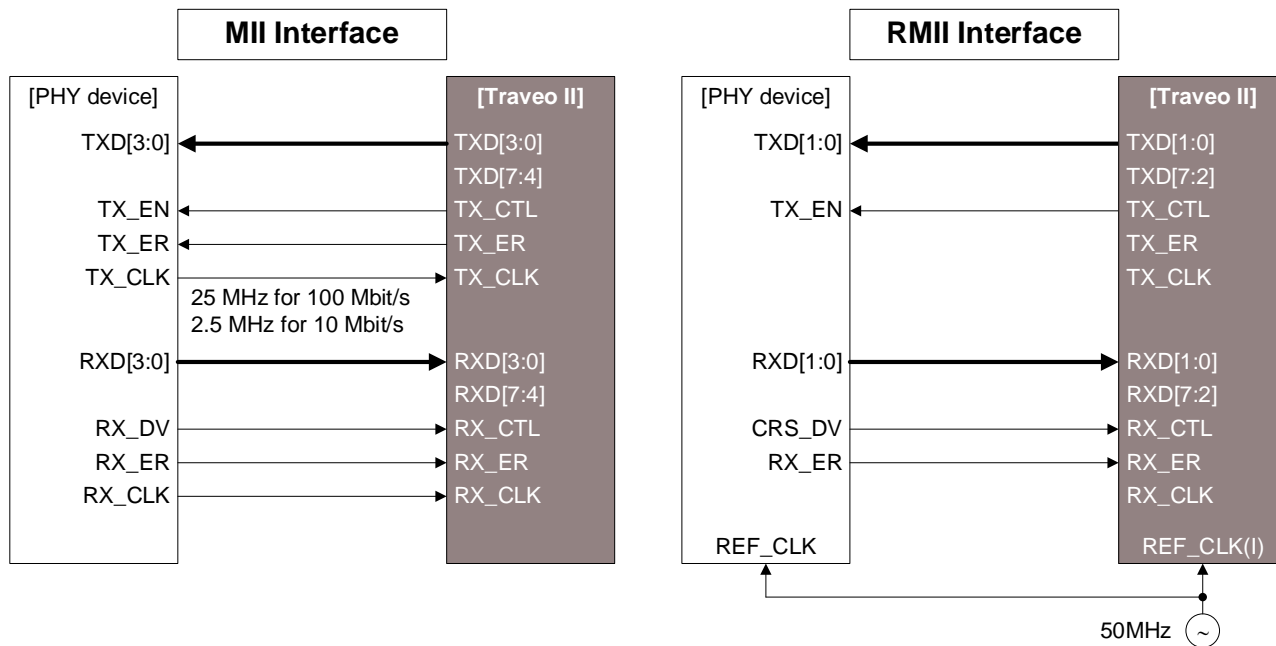 MII Interface
[PHY device]
[Traveo II]
TXD[3:0]
TXD[3:0]
TXD[7:4]
TX_EN
TX_CTL
TX_ER
TX_ER
TX_CLK
TX_CLK
25 MHz for 100 Mbit/s
2.5 MHz for 10 Mbit/s
RXD[3:0]
RXD[3:0]
RXD[7:4]
RX_DV
RX_CTL
RX_ER
RX_ER
RX_CLK
RX_CLK
RMII Interface
[PHY device]
[Traveo II]
TXD[1:0]
TXD[1:0]
TXD[7:2]
TX_EN
TX_CTL
TX_ER
TX_CLK
RXD[1:0]
RXD[1:0]
RXD[7:2]
CRS_DV
RX_CTL
RX_ER
RX_ER
RX_CLK
REF_CLK
REF_CLK(I)
50MHz
~